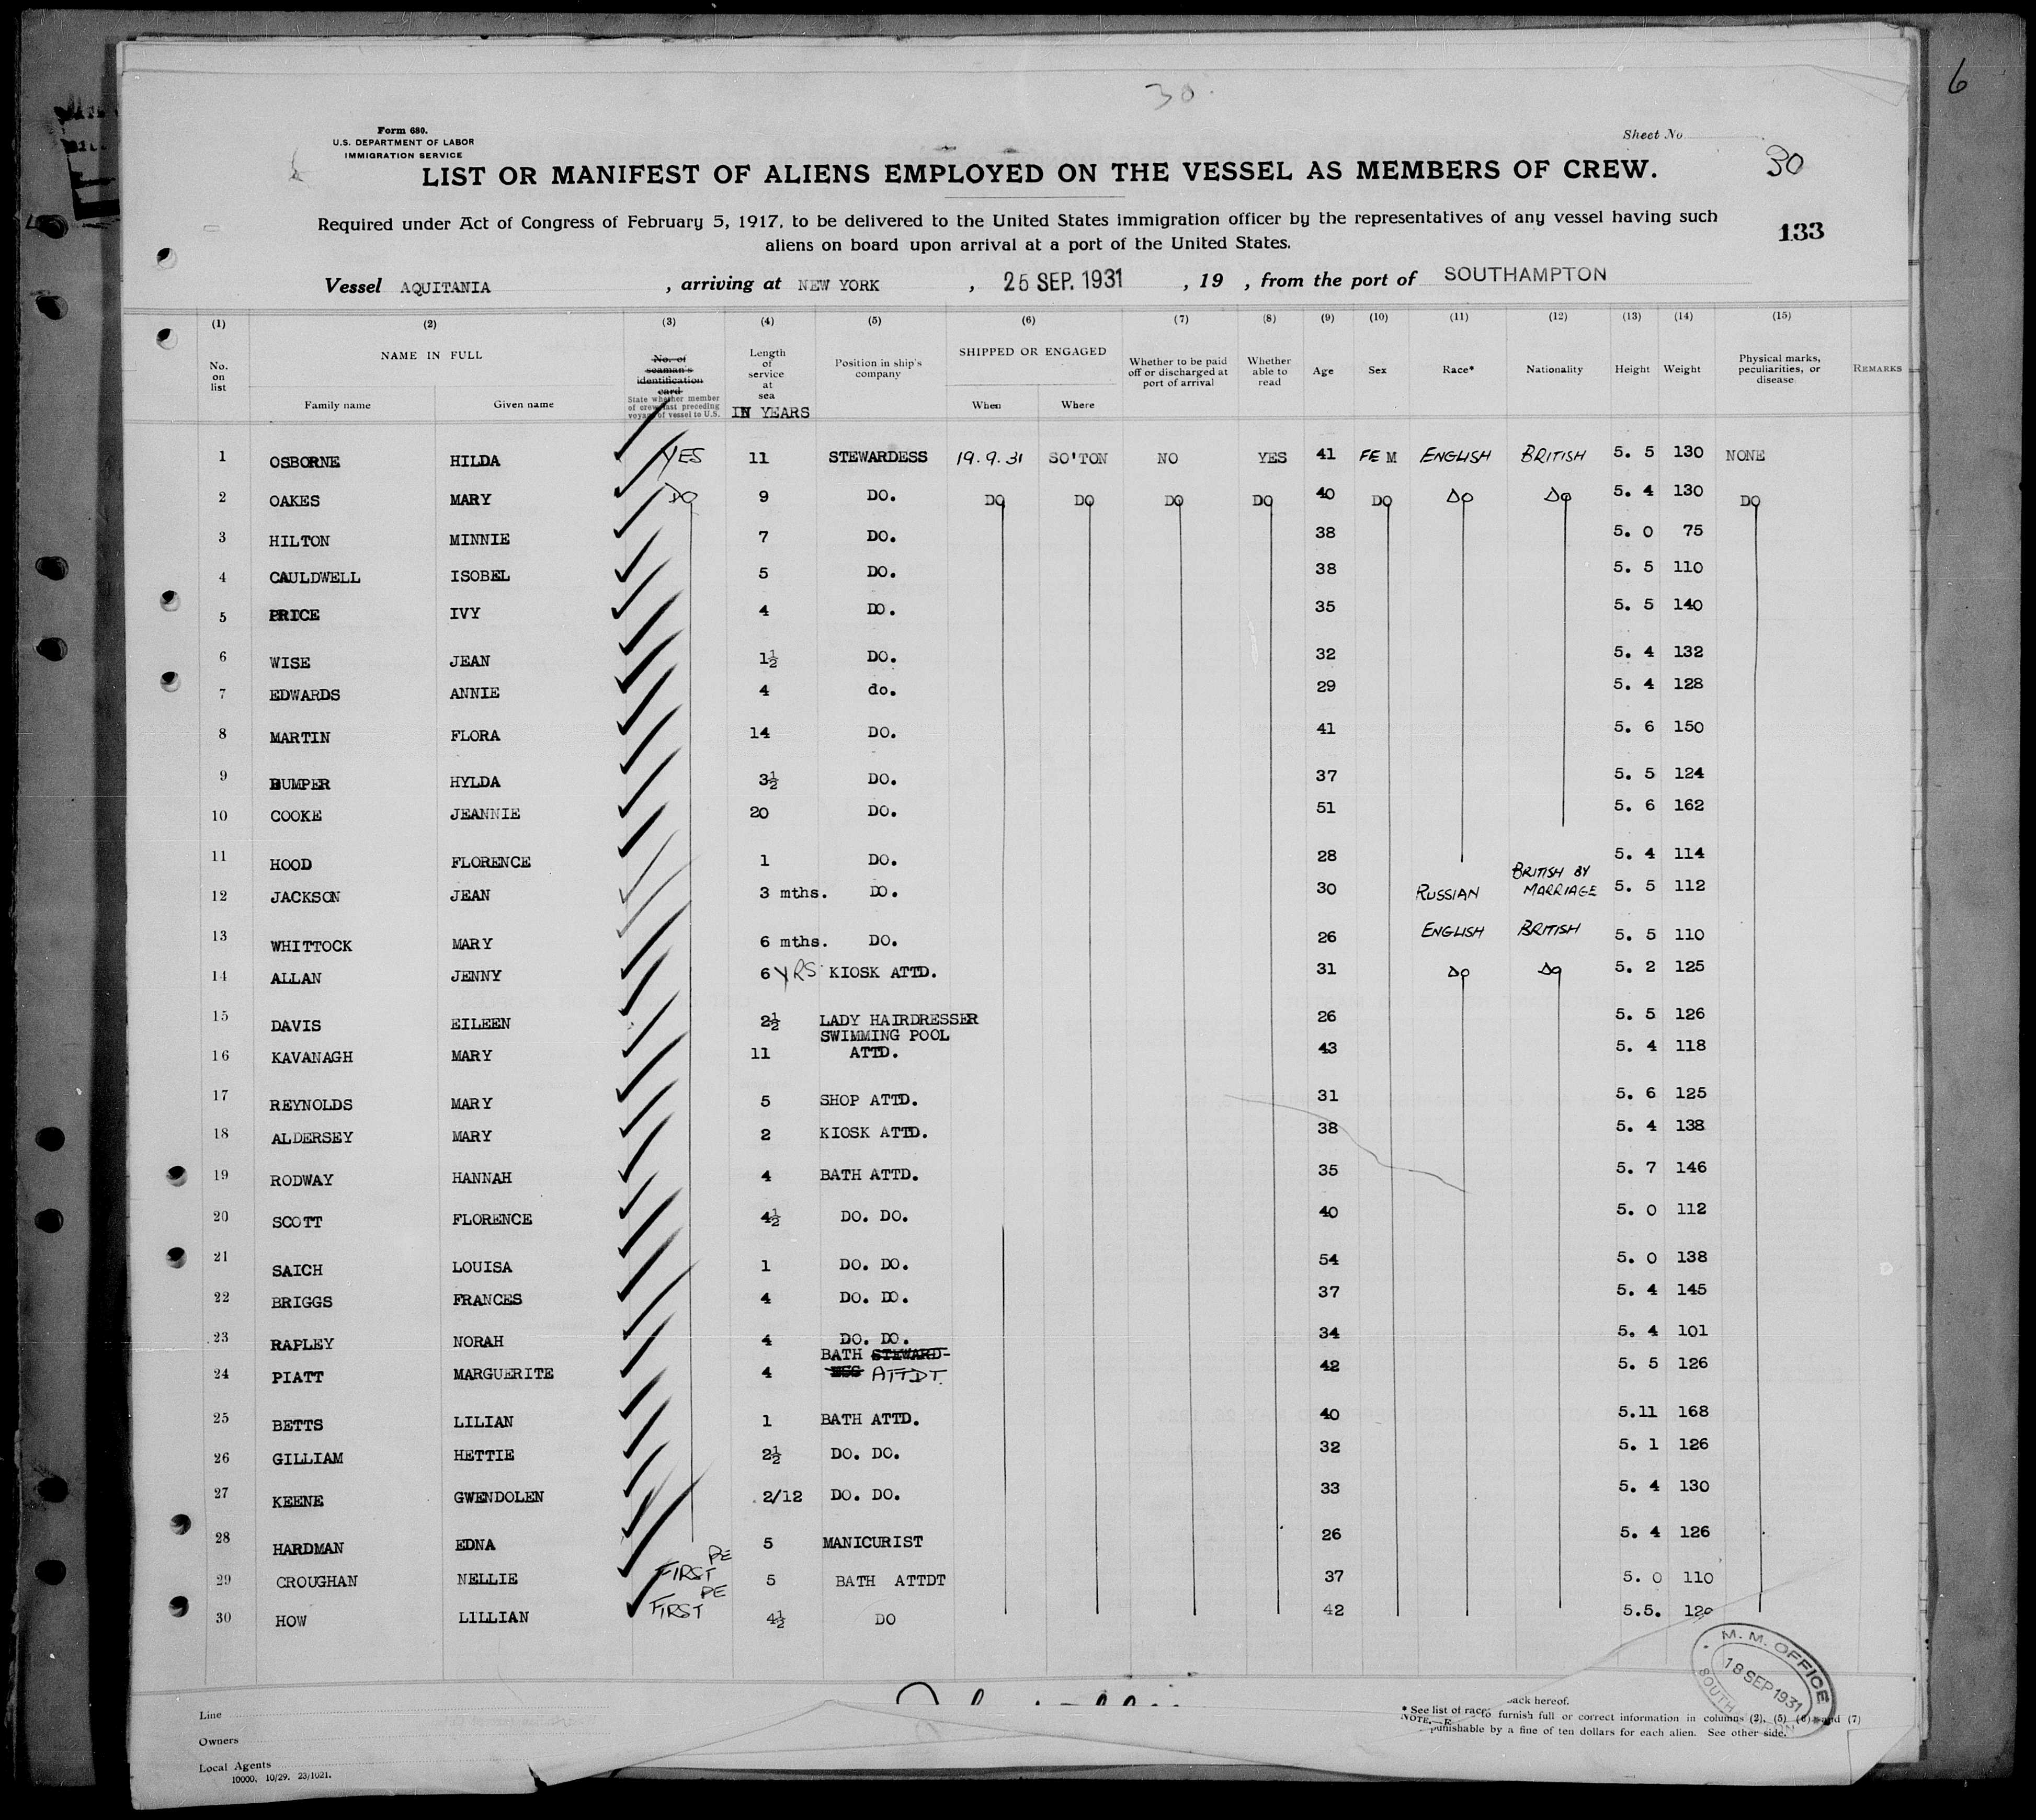 6
30.
Form 680.
U.S. DEPARTMENT OF LABOR
IMMIGRATION SERVICE
Sheet No
30
LIST OR MANIFEST OF ALIENS EMPLOYED ON THE VESSEL AS MEMBERS OF CREW.
Required under Act of Congress of February 5, 1917, to be delivered to the United States immigration officer by the representatives of any vessel having such
aliens on board upon arrival at a port of the United States.
133
Vessel AQUITANIA , arriving at NEW YORK , 25 SEP. 1931 , 19 , from the port of SOUTHAMPTON
(1) (2) (3) (4) (5) (6) (7) (8) (9) (10) (11) (12) (13) (14) (15)
No. on list
NAME IN FULL
Family name Given name
No. of seaman's identification card
State whether member of crew last preceding voyage of vessel to U.S.
Length of service at sea
IN YEARS
Position in ship's company
SHIPPED OR ENGAGED
When Where
Whether to be paid off or discharged at port of arrival
Whether able to read
Age Sex Race* Nationality Height Weight
Physical marks, peculiarities, or disease
REMARKS
1 OSBORNE HILDA YES 11 STEWARDESS 19.9.31 SO'TON NO YES 41 FEM ENGLISH BRITISH 5. 5 130 NONE
2 OAKES MARY DO 9 DO. DO DO DO DO 40 DO DO DO 5. 4 130 DO
3 HILTON MINNIE 7 DO. 38 5. 0 75
4 CAULDWELL ISOBEL 5 DO. 38 5. 5 110
5 PRICE IVY 4 DO. 35 5. 5 140
6 WISE JEAN 1½ DO. 32 5. 4 132
7 EDWARDS ANNIE 4 do. 29 5. 4 128
8 MARTIN FLORA 14 DO. 41 5. 6 150
9 BUMPER HYLDA 3½ DO. 37 5. 5 124
10 COOKE JEANNIE 20 DO. 51 5. 6 162
11 HOOD FLORENCE 1 DO. 28 5. 4 114
12 JACKSON JEAN 3 mths. DO. 30 RUSSIAN BRITISH BY MARRIAGE 5. 5 112
13 WHITTOCK MARY 6 mths. DO. 26 ENGLISH BRITISH 5. 5 110
14 ALLAN JENNY 6 YRS KIOSK ATTD. 31 DO DO 5. 2 125
15 DAVIS EILEEN 2½ LADY HAIRDRESSER 26 5. 5 126
16 KAVANAGH MARY 11 SWIMMING POOL ATTD. 43 5. 4 118
17 REYNOLDS MARY 5 SHOP ATTD. 31 5. 6 125
18 ALDERSEY MARY 2 KIOSK ATTD. 38 5. 4 138
19 RODWAY HANNAH 4 BATH ATTD. 35 5. 7 146
20 SCOTT FLORENCE 4½ DO. DO. 40 5. 0 112
21 SAICH LOUISA 1 DO. DO. 54 5. 0 138
22 BRIGGS FRANCES 4 DO. DO. 37 5. 4 145
23 RAPLEY NORAH 4 DO. DO. 34 5. 4 101
24 PIATT MARGUERITE 4 BATH STEWARD-ESS ATTDT. 42 5. 5 126
25 BETTS LILIAN 1 BATH ATTD. 40 5.11 168
26 GILLIAM HETTIE 2½ DO. DO. 32 5. 1 126
27 KEENE GWENDOLEN 2/12 DO. DO. 33 5. 4 130
28 HARDMAN EDNA 5 MANICURIST 26 5. 4 126
29 CROUGHAN NELLIE FIRST PE 5 BATH ATTDT 37 5. 0 110
30 HOW LILLIAN FIRST PE 4½ DO 42 5.5. 120
M. M. OFFICE
18 SEP 1931
Line
Owners
Local Agents
10000, 10/29, 23/1021.
* See list of races back hereof.
NOTE.— to furnish full or correct information in columns (2), (5) (6) and (7)
punishable by a fine of ten dollars for each alien. See other side.